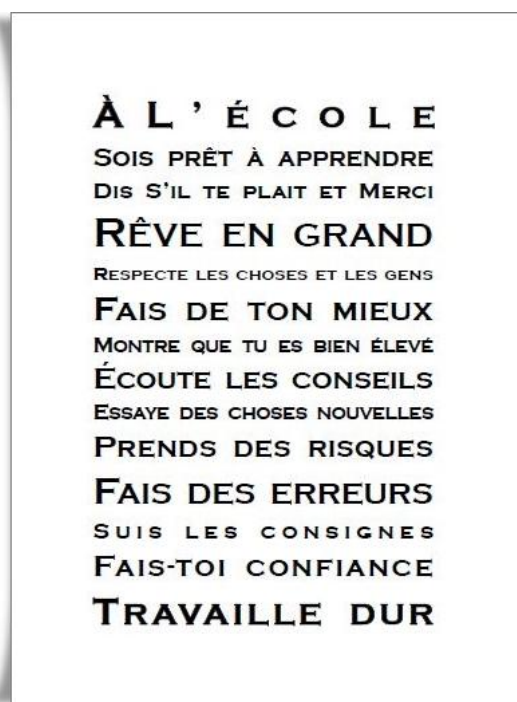 À L'ÉCOLE
SOIS PRÊT À APPRENDRE
DIS S'IL TE PLAIT ET MERCI
RÊVE EN GRAND
RESPECTE LES CHOSES ET LES GENS
FAIS DE TON MIEUX
MONTRE QUE TU ES BIEN ÉLEVÉ
ÉCOUTE LES CONSEILS
ESSAYE DES CHOSES NOUVELLES
PRENDS DES RISQUES
FAIS DES ERREURS
SUIS LES CONSIGNES
FAIS-TOI CONFIANCE
TRAVAILLE DUR